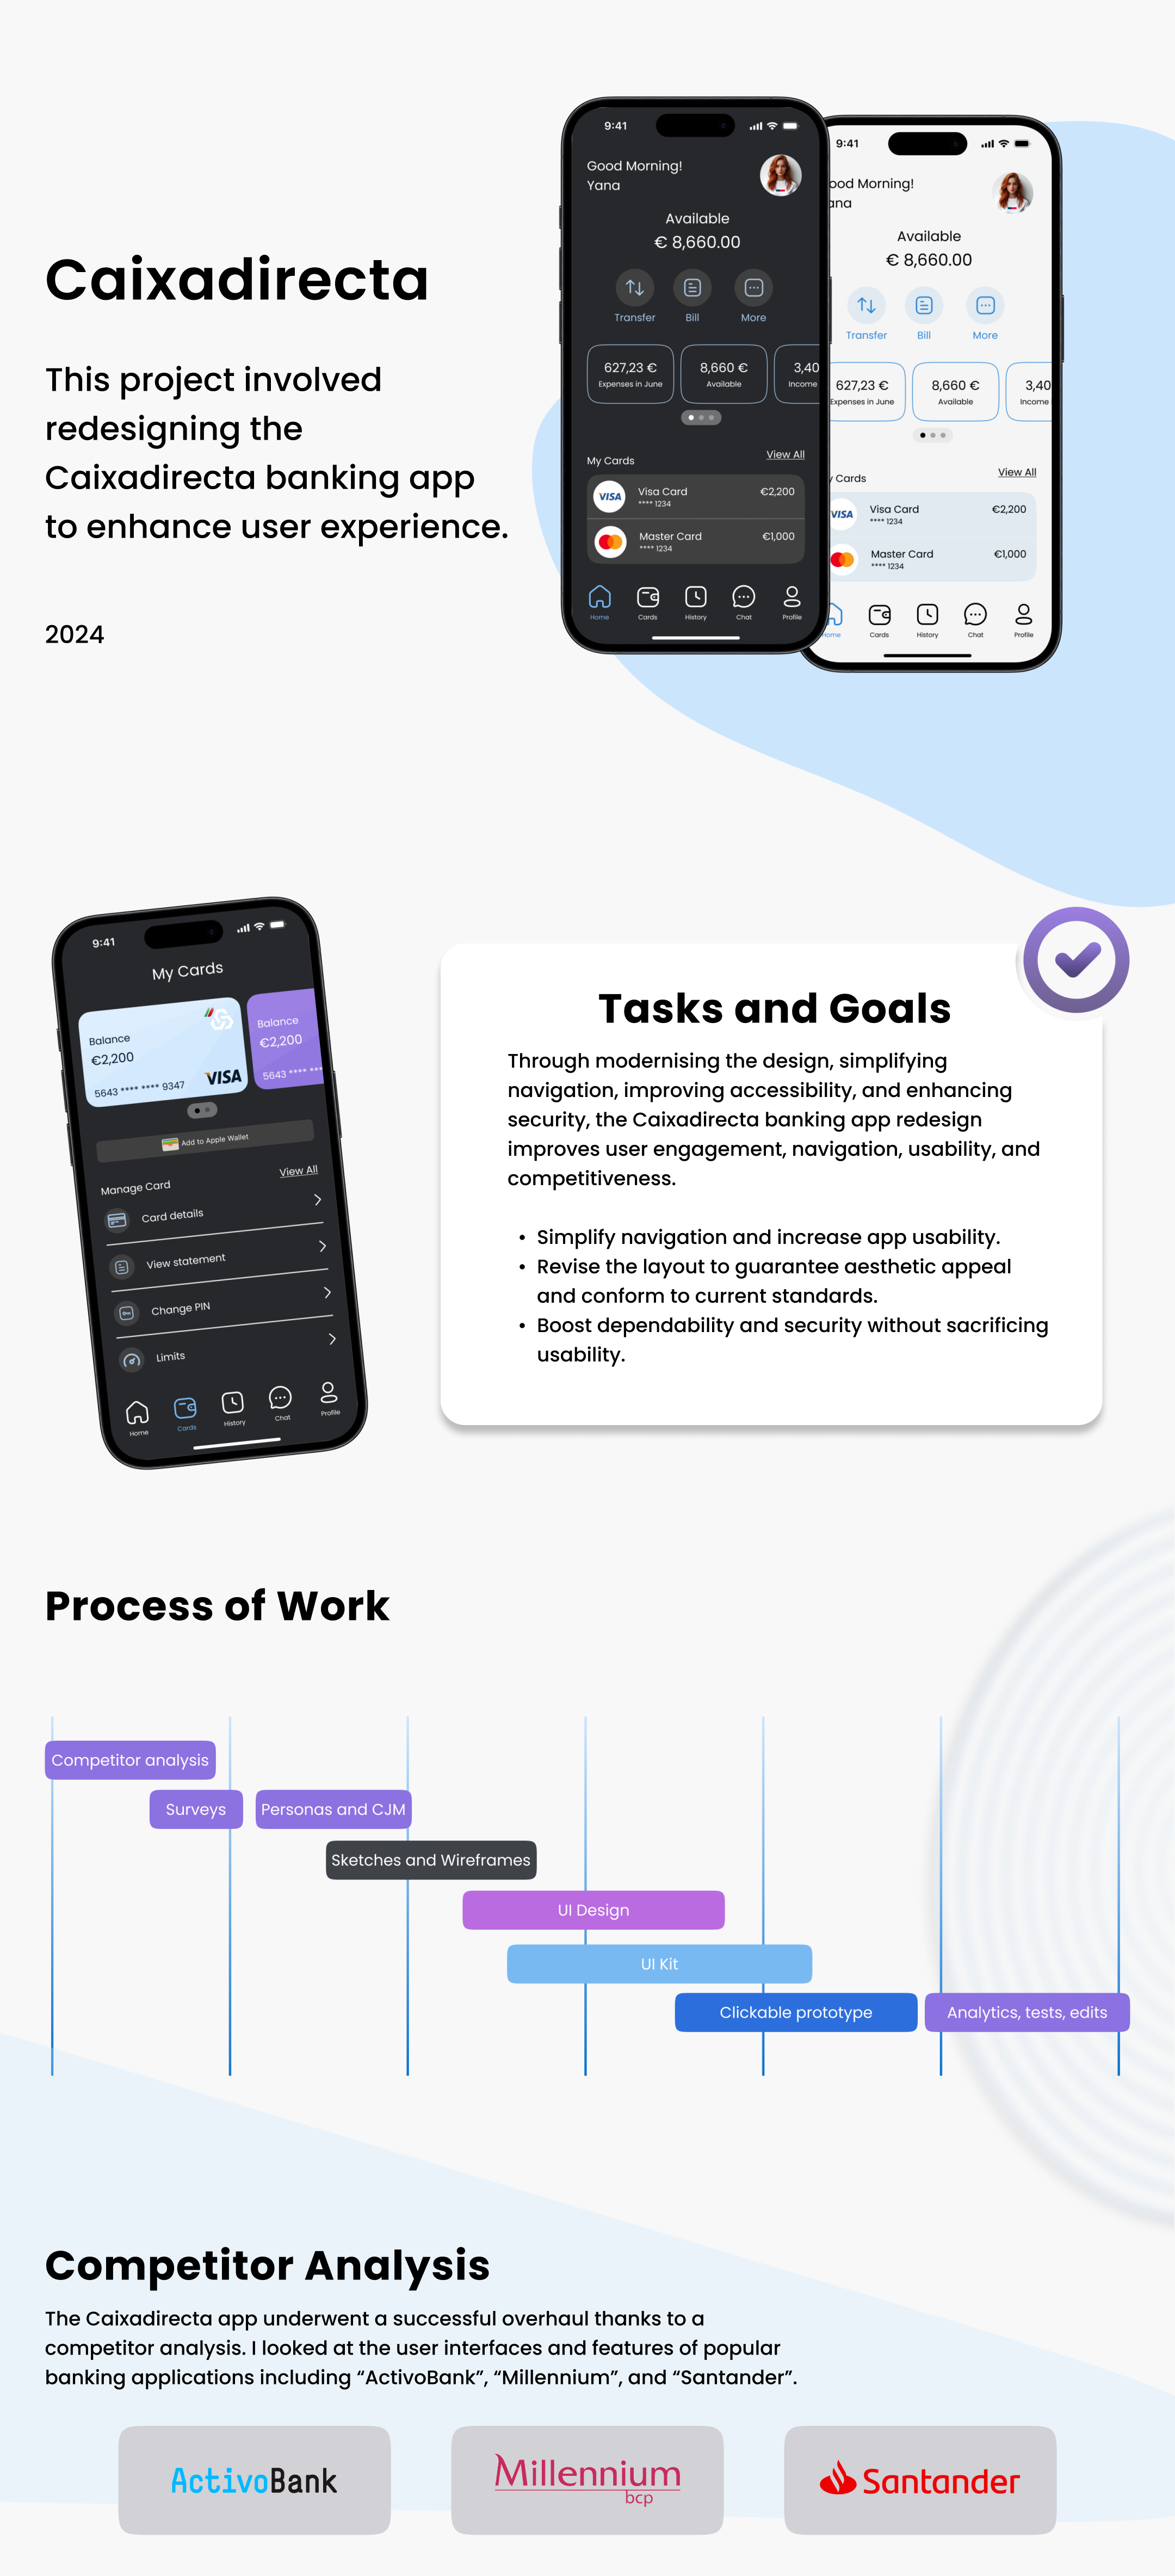 Caixadirecta
This project involved
redesigning the
Caixadirecta banking app
to enhance user experience.
2024
9:41
Good Morning!
Yana
Available
€ 8,660.00
Transfer
Bill
More
627,23 €
Expenses in June
8,660 €
Available
3,40
Income
My Cards
View All
VISA
Visa Card
**** 1234
€2,200
Master Card
**** 1234
€1,000
Home
Cards
History
Chat
Profile
9:41
ood Morning!
ana
Available
€ 8,660.00
Transfer
Bill
More
627,23 €
Expenses in June
8,660 €
Available
3,40
Income
y Cards
View All
VISA
Visa Card
**** 1234
€2,200
Master Card
**** 1234
€1,000
ome
Cards
History
Chat
Profile
9:41
My Cards
Balance
€2,200
5643 **** **** 9347
VISA
Balance
€2,200
5643 **** ***
Add to Apple Wallet
Manage Card
View All
Card details
View statement
Change PIN
Limits
Home
Cards
History
Chat
Profile
Tasks and Goals
Through modernising the design, simplifying
navigation, improving accessibility, and enhancing
security, the Caixadirecta banking app redesign
improves user engagement, navigation, usability, and
competitiveness.
• Simplify navigation and increase app usability.
• Revise the layout to guarantee aesthetic appeal
and conform to current standards.
• Boost dependability and security without sacrificing
usability.
Process of Work
Competitor analysis
Surveys
Personas and CJM
Sketches and Wireframes
UI Design
UI Kit
Clickable prototype
Analytics, tests, edits
Competitor Analysis
The Caixadirecta app underwent a successful overhaul thanks to a
competitor analysis. I looked at the user interfaces and features of popular
banking applications including “ActivoBank”, “Millennium”, and “Santander”.
ActivoBank
Millennium
bcp
Santander